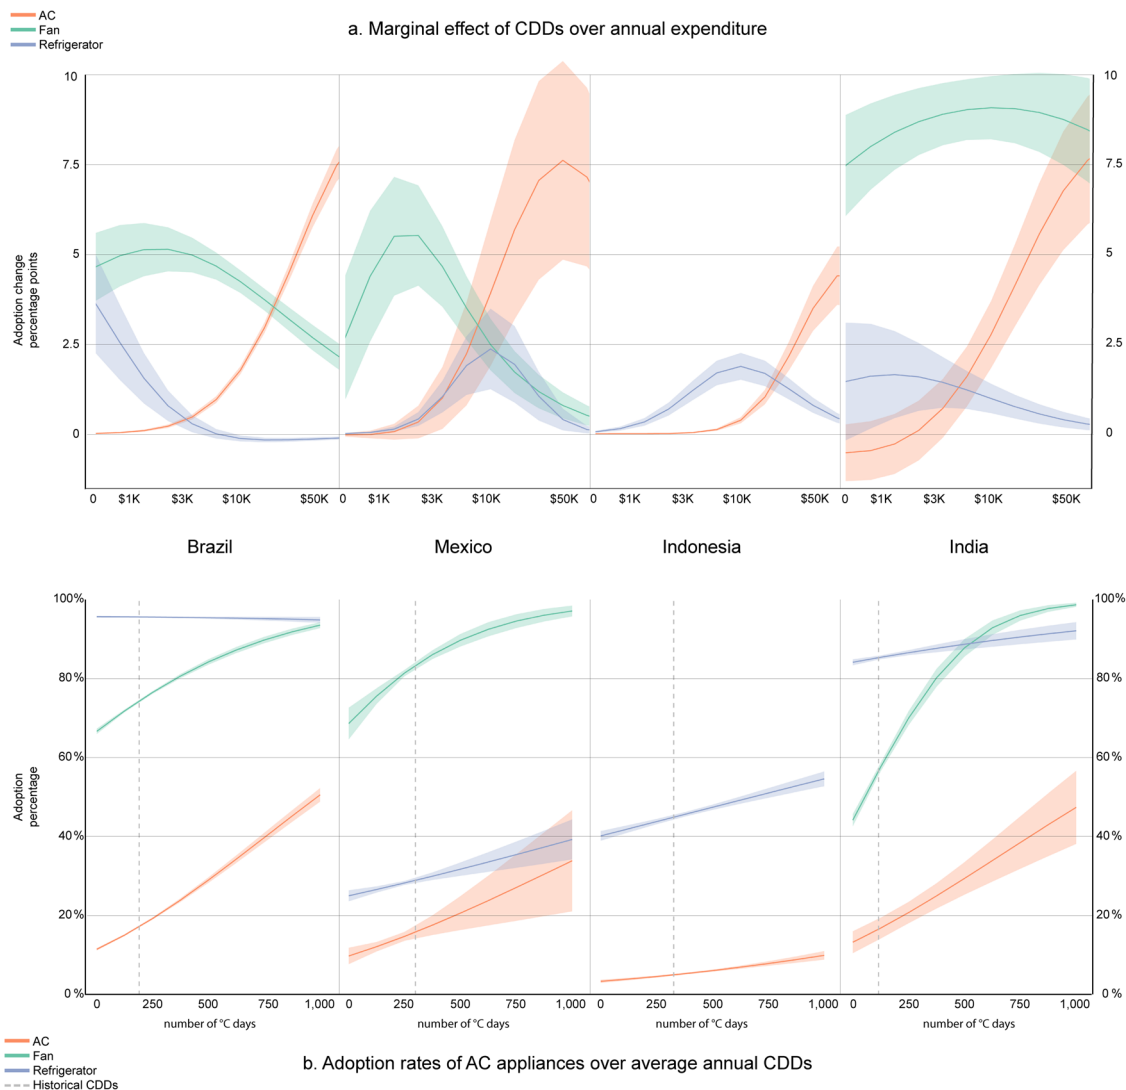 AC
Fan
Refrigerator
a. Marginal effect of CDDs over annual expenditure
10
7.5
5
2.5
0
Adoption change
percentage points
10
7.5
5
2.5
0
0 $1K $3K $10K $50K
0 $1K $3K $10K $50K
0 $1K $3K $10K $50K
0 $1K $3K $10K $50K
Brazil
Mexico
Indonesia
India
100%
80%
60%
40%
20%
0%
Adoption
percentage
100%
80%
60%
40%
20%
0%
0 250 500 750 1,000
0 250 500 750 1,000
0 250 500 750 1,000
0 250 500 750 1,000
number of °C days
number of °C days
number of °C days
number of °C days
AC
Fan
Refrigerator
Historical CDDs
b. Adoption rates of AC appliances over average annual CDDs